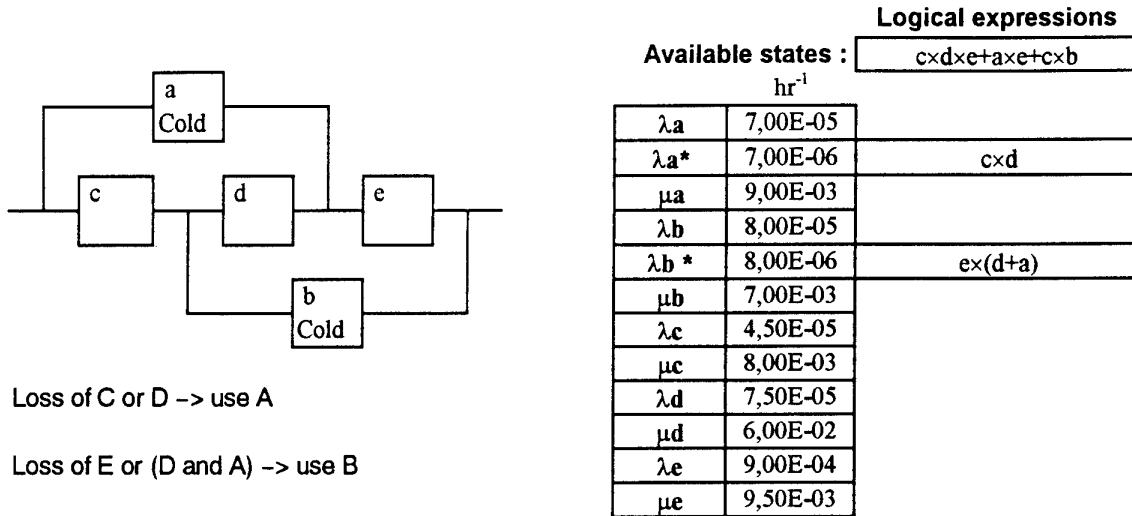 a
Cold
c
d
e
b
Cold
Loss of C or D –> use A
Loss of E or (D and A) –> use B
Logical expressions
Available states : c×d×e+a×e+c×b
hr⁻¹
λa 7,00E-05
λa* 7,00E-06 c×d
μa 9,00E-03
λb 8,00E-05
λb * 8,00E-06 e×(d+a)
μb 7,00E-03
λc 4,50E-05
μc 8,00E-03
λd 7,50E-05
μd 6,00E-02
λe 9,00E-04
μe 9,50E-03